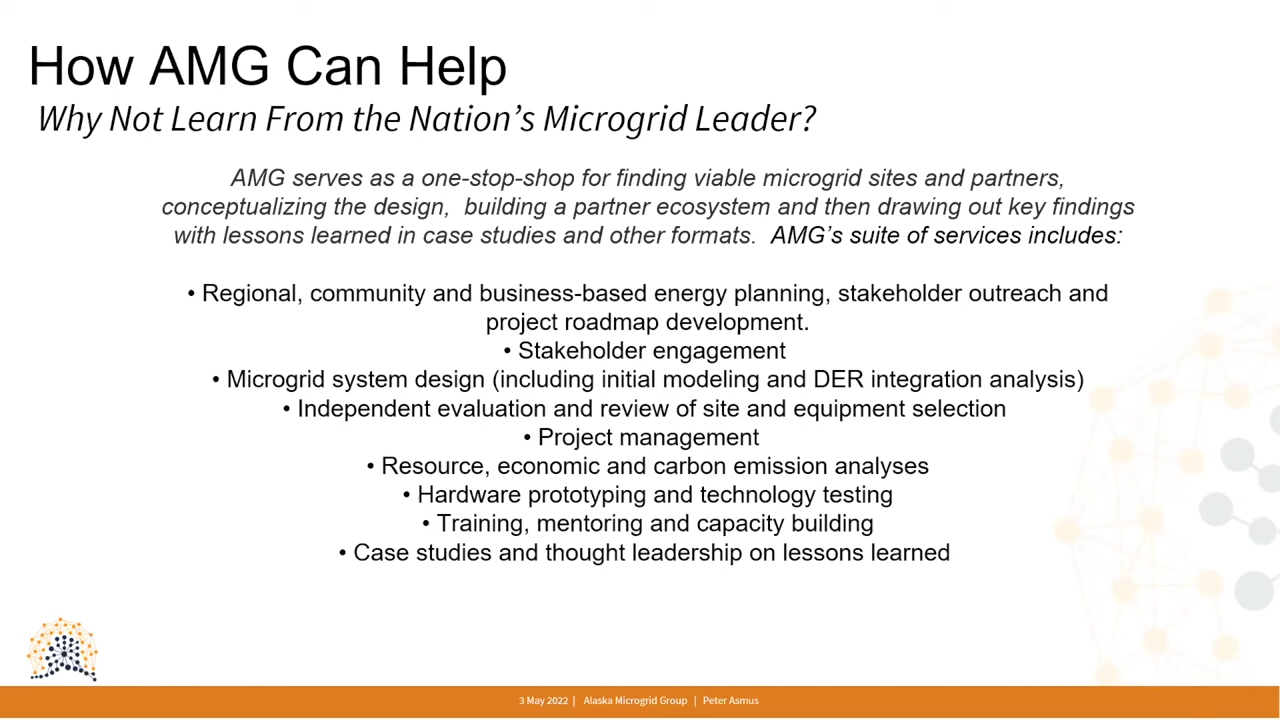 How AMG Can Help
Why Not Learn From the Nation's Microgrid Leader?
AMG serves as a one-stop-shop for finding viable microgrid sites and partners,
conceptualizing the design,  building a partner ecosystem and then drawing out key findings
with lessons learned in case studies and other formats.  AMG's suite of services includes:
• Regional, community and business-based energy planning, stakeholder outreach and
project roadmap development.
• Stakeholder engagement
• Microgrid system design (including initial modeling and DER integration analysis)
• Independent evaluation and review of site and equipment selection
• Project management
• Resource, economic and carbon emission analyses
• Hardware prototyping and technology testing
• Training, mentoring and capacity building
• Case studies and thought leadership on lessons learned
3 May 2022 | Alaska Microgrid Group | Peter Asmus